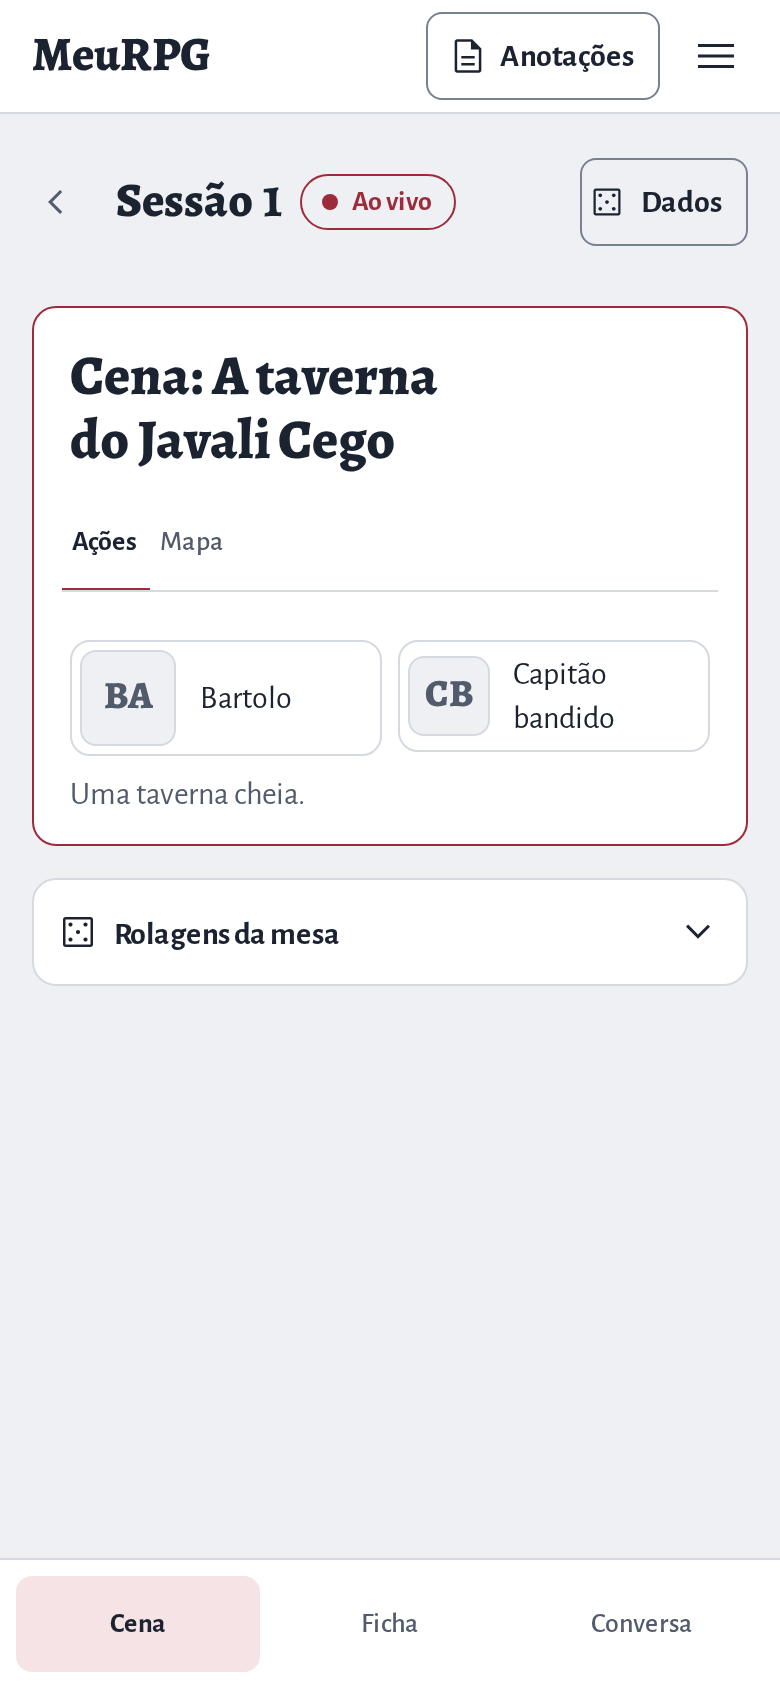 MeuRPG
Anotações
Sessão 1
Ao vivo
Dados
Cena: A taverna
do Javali Cego
Ações
Mapa
BA
Bartolo
CB
Capitão
bandido
Uma taverna cheia.
Rolagens da mesa
Cena
Ficha
Conversa